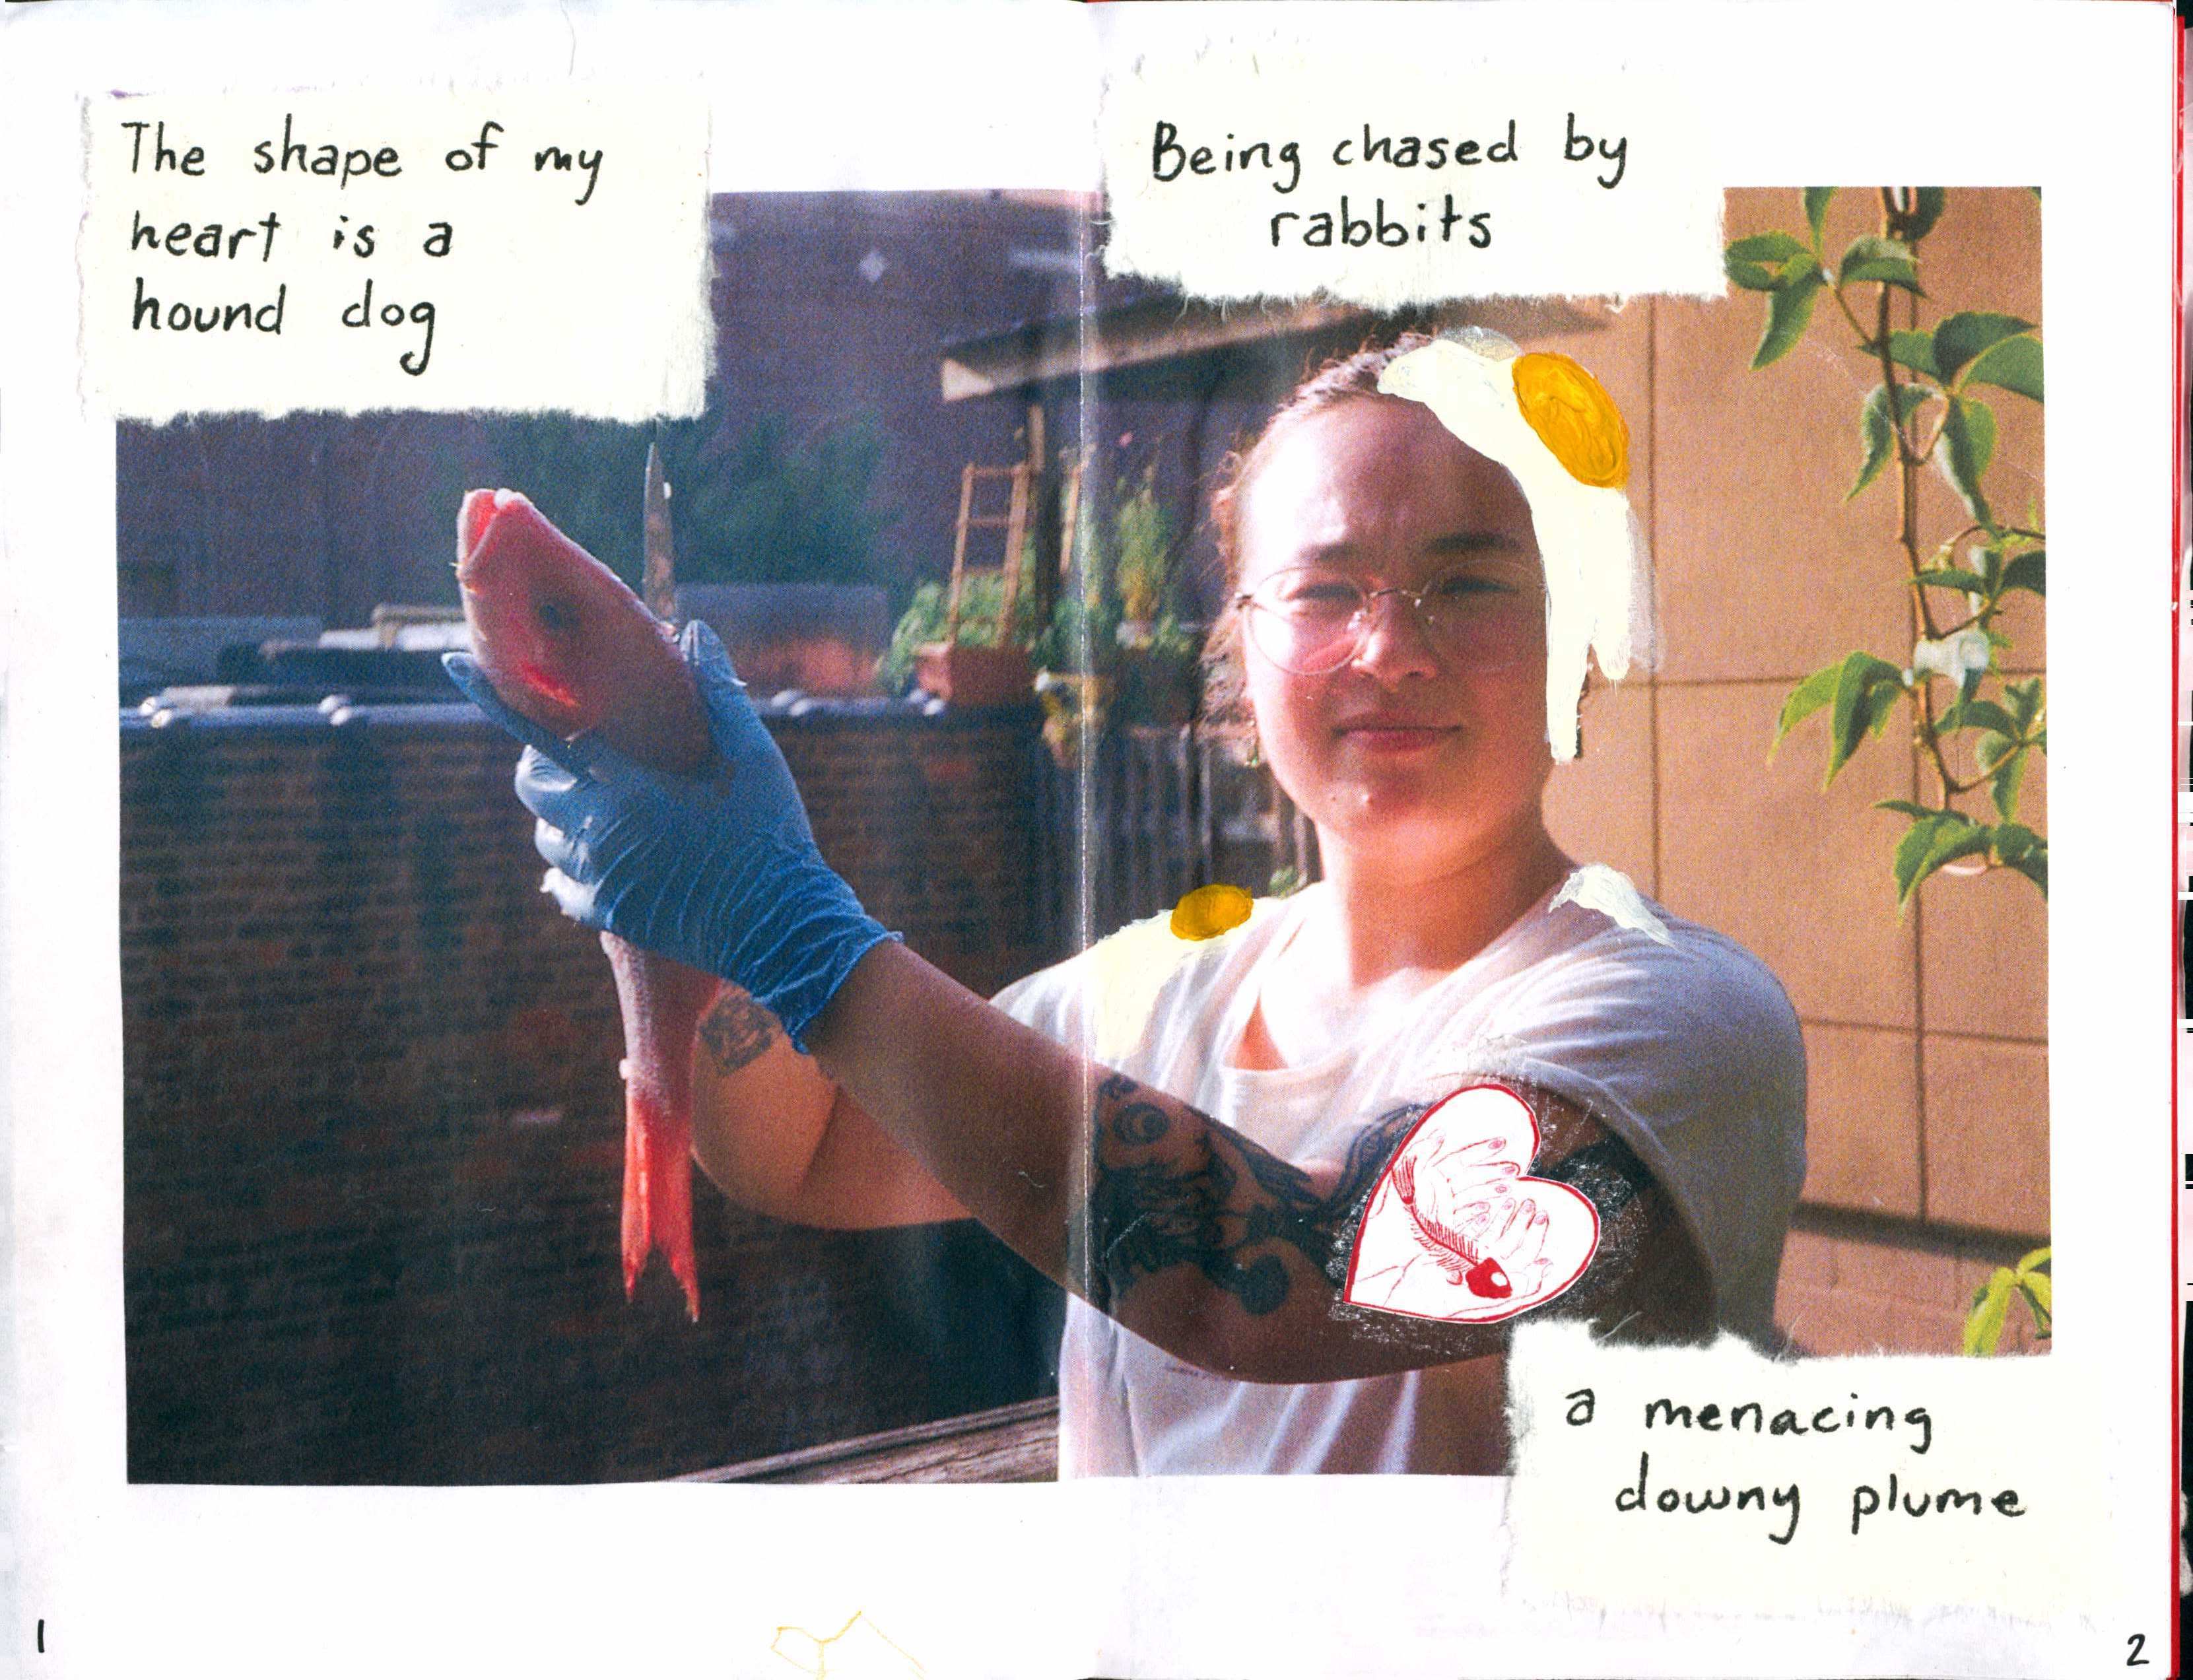 The shape of my
heart is a
hound dog
Being chased by
rabbits
a menacing
downy plume
1
2